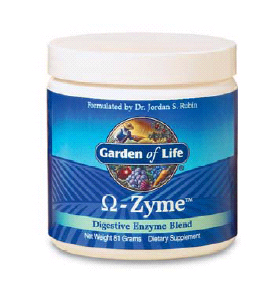 Formulated by Dr. Jordan S. Rubin
Garden of Life
Ω-Zyme™
Digestive Enzyme Blend
Net Weight 81 Grams Dietary Supplement